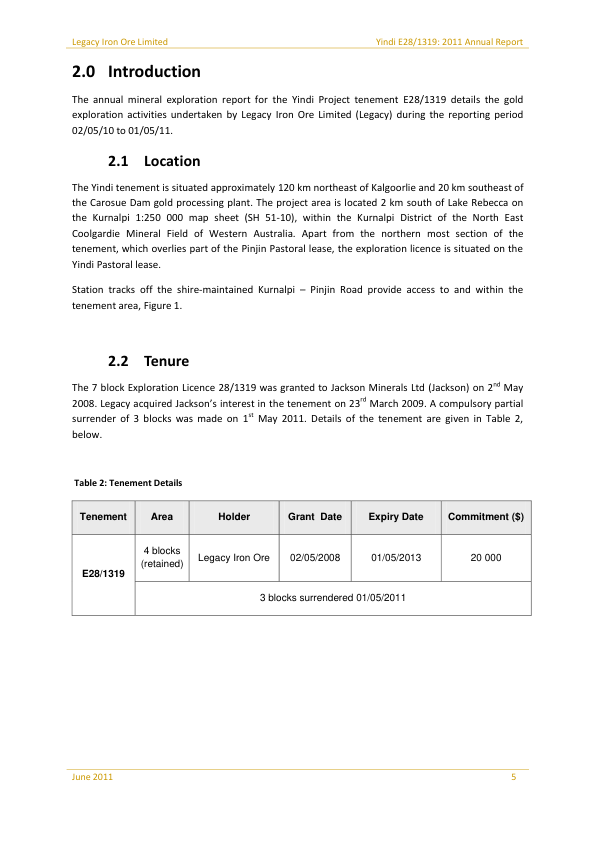 Legacy Iron Ore Limited Yindi E28/1319: 2011 Annual Report
2.0 Introduction
The annual mineral exploration report for the Yindi Project tenement E28/1319 details the gold
exploration activities undertaken by Legacy Iron Ore Limited (Legacy) during the reporting period
02/05/10 to 01/05/11.
2.1 Location
The Yindi tenement is situated approximately 120 km northeast of Kalgoorlie and 20 km southeast of
the Carosue Dam gold processing plant. The project area is located 2 km south of Lake Rebecca on
the Kurnalpi 1:250 000 map sheet (SH 51-10), within the Kurnalpi District of the North East
Coolgardie Mineral Field of Western Australia. Apart from the northern most section of the
tenement, which overlies part of the Pinjin Pastoral lease, the exploration licence is situated on the
Yindi Pastoral lease.
Station tracks off the shire-maintained Kurnalpi – Pinjin Road provide access to and within the
tenement area, Figure 1.
2.2 Tenure
The 7 block Exploration Licence 28/1319 was granted to Jackson Minerals Ltd (Jackson) on 2nd May
2008. Legacy acquired Jackson's interest in the tenement on 23rd March 2009. A compulsory partial
surrender of 3 blocks was made on 1st May 2011. Details of the tenement are given in Table 2,
below.
Table 2: Tenement Details
Tenement Area Holder Grant Date Expiry Date Commitment ($)
E28/1319 4 blocks (retained) Legacy Iron Ore 02/05/2008 01/05/2013 20 000
3 blocks surrendered 01/05/2011
June 2011 5